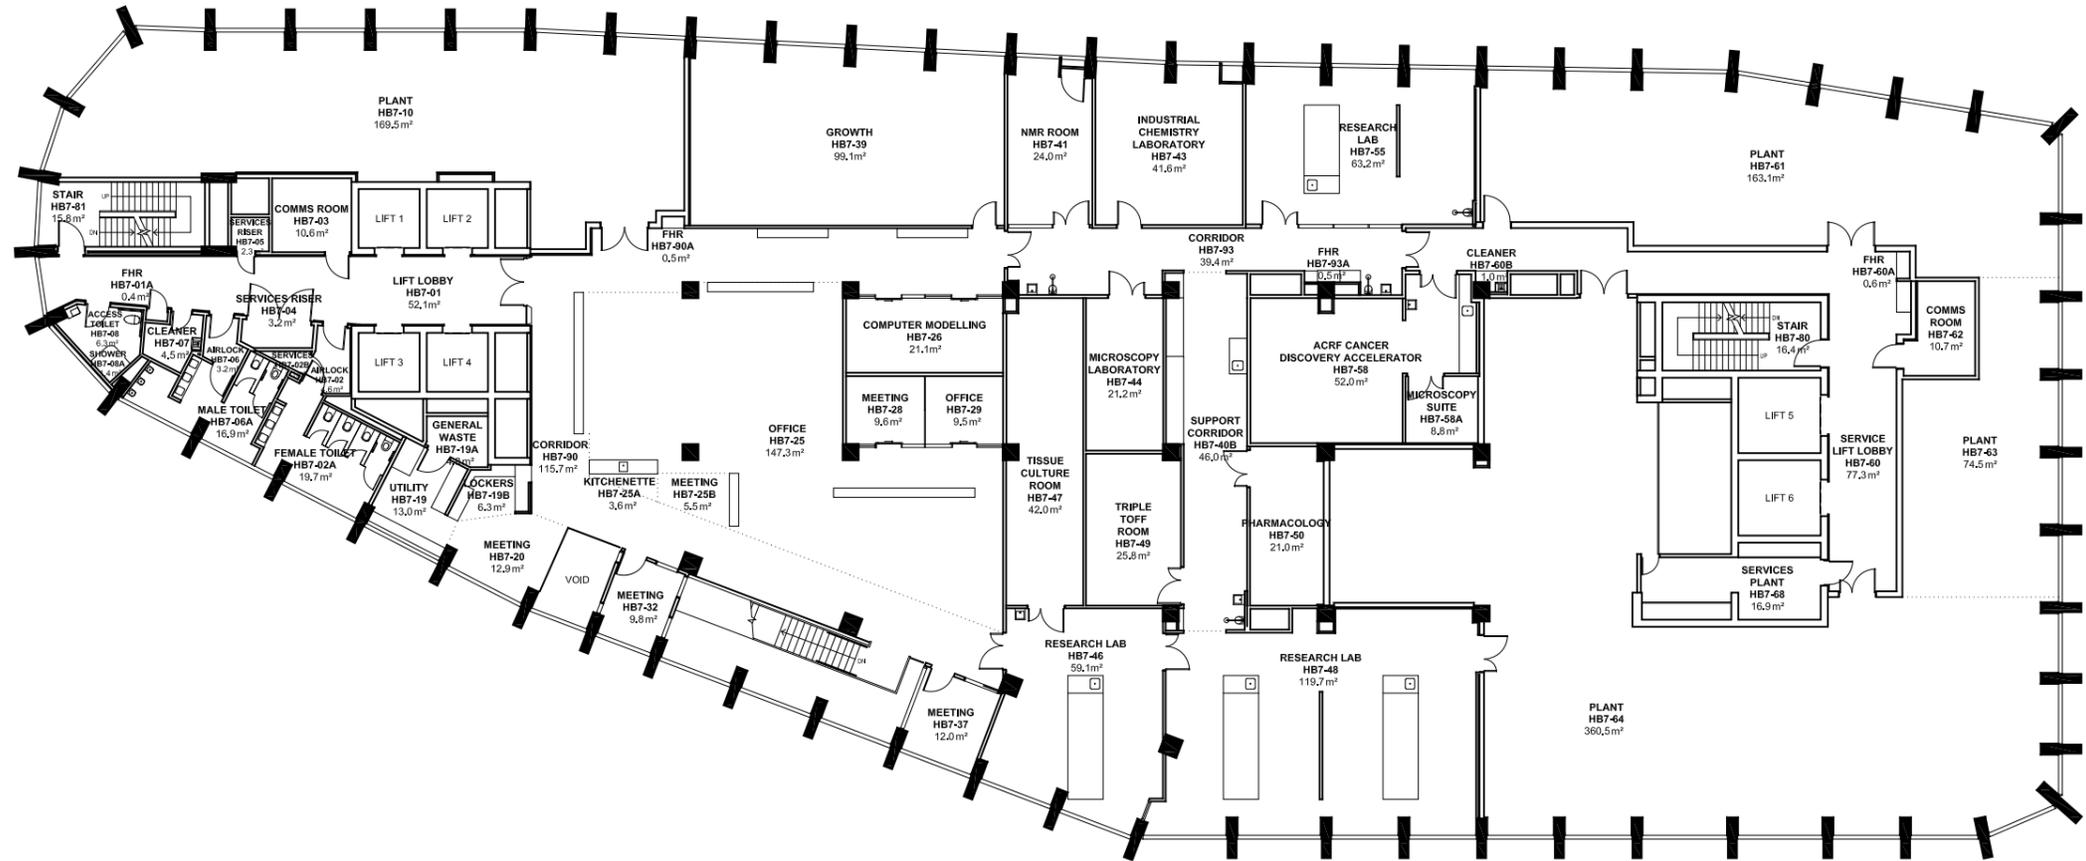 PLANT
HB7-10
169.5m²
GROWTH
HB7-39
99.1m²
NMR ROOM
HB7-41
24.0m²
INDUSTRIAL
CHEMISTRY
LABORATORY
HB7-43
41.6m²
RESEARCH
LAB
HB7-55
63.2m²
PLANT
HB7-61
163.1m²
STAIR
HB7-81
15.8m²
UP
DN
SERVICES
RISER
HB7-05
2.3
COMMS ROOM
HB7-03
10.6m²
LIFT 1
LIFT 2
FHR
HB7-90A
0.5m²
CORRIDOR
HB7-93
39.4m²
FHR
HB7-93A
0.5m²
CLEANER
HB7-60B
1.0m²
FHR
HB7-60A
0.6m²
COMMS
ROOM
HB7-62
10.7m²
FHR
HB7-01A
0.4m²
LIFT LOBBY
HB7-01
52.1m²
SERVICES RISER
HB7-04
3.2m²
ACCESS
TOILET
HB7-08
6.3m²
SHOWER
HB7-08A
CLEANER
HB7-07
4.5m²
AIRLOCK
HB7-06
3.2m²
SERVICES
HB7-02B
AIRLOCK
HB7-02
LIFT 3
LIFT 4
MALE TOILET
HB7-06A
16.9m²
FEMALE TOILET
HB7-02A
19.7m²
GENERAL
WASTE
HB7-19A
UTILITY
HB7-19
13.0m²
LOCKERS
HB7-19B
6.3m²
CORRIDOR
HB7-90
115.7m²
KITCHENETTE
HB7-25A
3.6m²
MEETING
HB7-25B
5.5m²
OFFICE
HB7-25
147.3m²
COMPUTER MODELLING
HB7-26
21.1m²
MEETING
HB7-28
9.6m²
OFFICE
HB7-29
9.5m²
TISSUE
CULTURE
ROOM
HB7-47
42.0m²
MICROSCOPY
LABORATORY
HB7-44
21.2m²
TRIPLE
TOFF
ROOM
HB7-49
25.8m²
SUPPORT
CORRIDOR
HB7-40B
46.0m²
ACRF CANCER
DISCOVERY ACCELERATOR
HB7-58
52.0m²
MICROSCOPY
SUITE
HB7-58A
8.8m²
PHARMACOLOGY
HB7-50
21.0m²
STAIR
HB7-80
16.4m²
DN
UP
LIFT 5
LIFT 6
SERVICE
LIFT LOBBY
HB7-60
77.3m²
PLANT
HB7-63
74.5m²
SERVICES
PLANT
HB7-68
16.9m²
MEETING
HB7-20
12.9m²
VOID
MEETING
HB7-32
9.8m²
DN
MEETING
HB7-37
12.0m²
RESEARCH LAB
HB7-46
59.1m²
RESEARCH LAB
HB7-48
119.7m²
PLANT
HB7-64
360.5m²